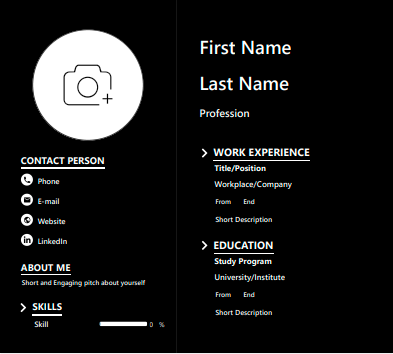 CONTACT PERSON
Phone
E-mail
Website
in LinkedIn
ABOUT ME
Short and Engaging pitch about yourself
SKILLS
Skill 0 %
First Name
Last Name
Profession
WORK EXPERIENCE
Title/Position
Workplace/Company
From End
Short Description
EDUCATION
Study Program
University/Institute
From End
Short Description